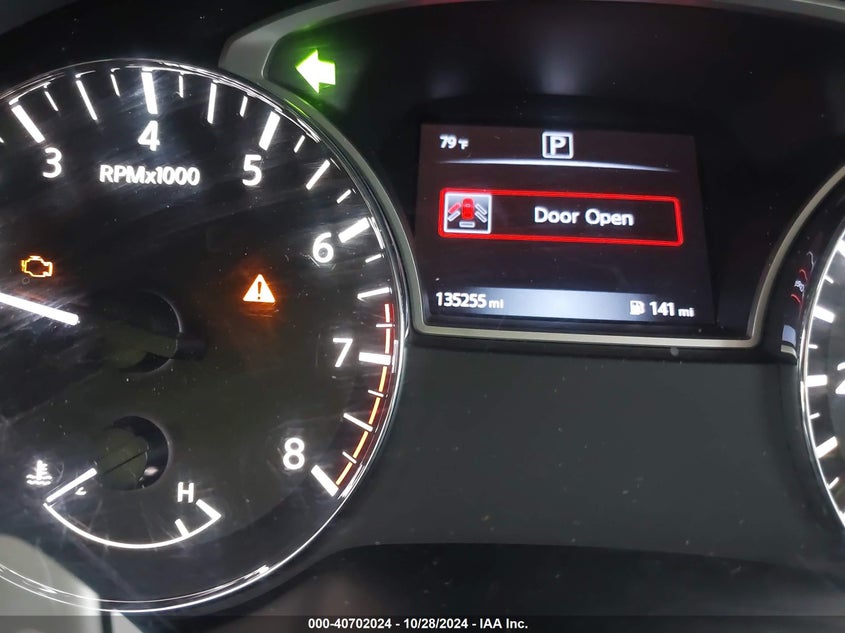 79°F P
Door Open
135255 mi 141 mi
3 4 5 6 7 8
RPMx1000
H
000-40702024 - 10/28/2024 - IAA Inc.